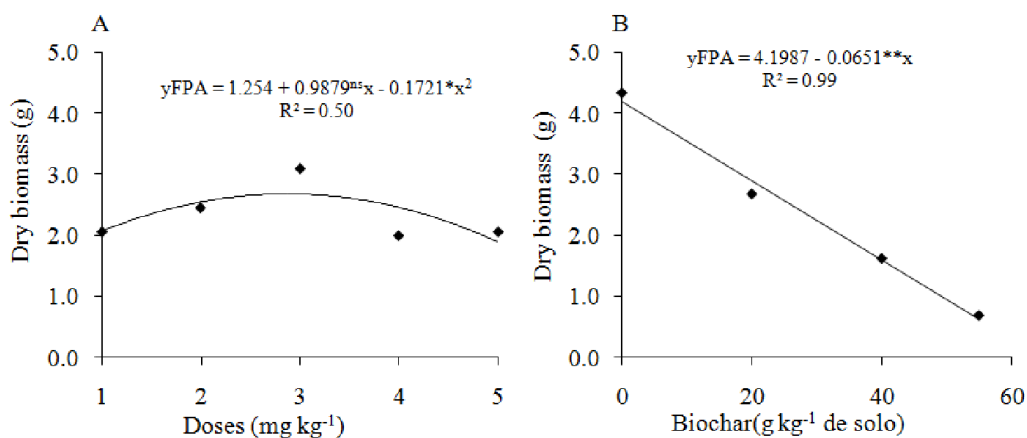 A
5.0
4.0
3.0
2.0
1.0
0.0
Dry biomass (g)
yFPA = 1.254 + 0.9879ⁿˢx - 0.1721*x²
R² = 0.50
1 2 3 4 5
Doses (mg kg⁻¹)
B
5.0
4.0
3.0
2.0
1.0
0.0
Dry biomass (g)
yFPA = 4.1987 - 0.0651**x
R² = 0.99
0 20 40 60
Biochar(g kg⁻¹ de solo)